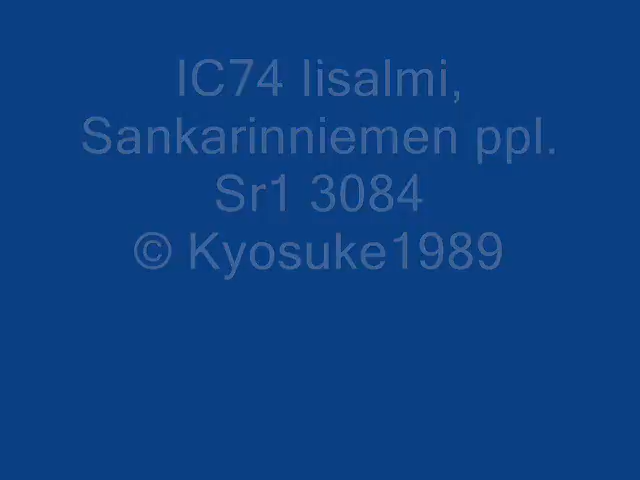 IC74 Iisalmi,
Sankarinniemen ppl.
Sr1 3084
© Kyosuke1989